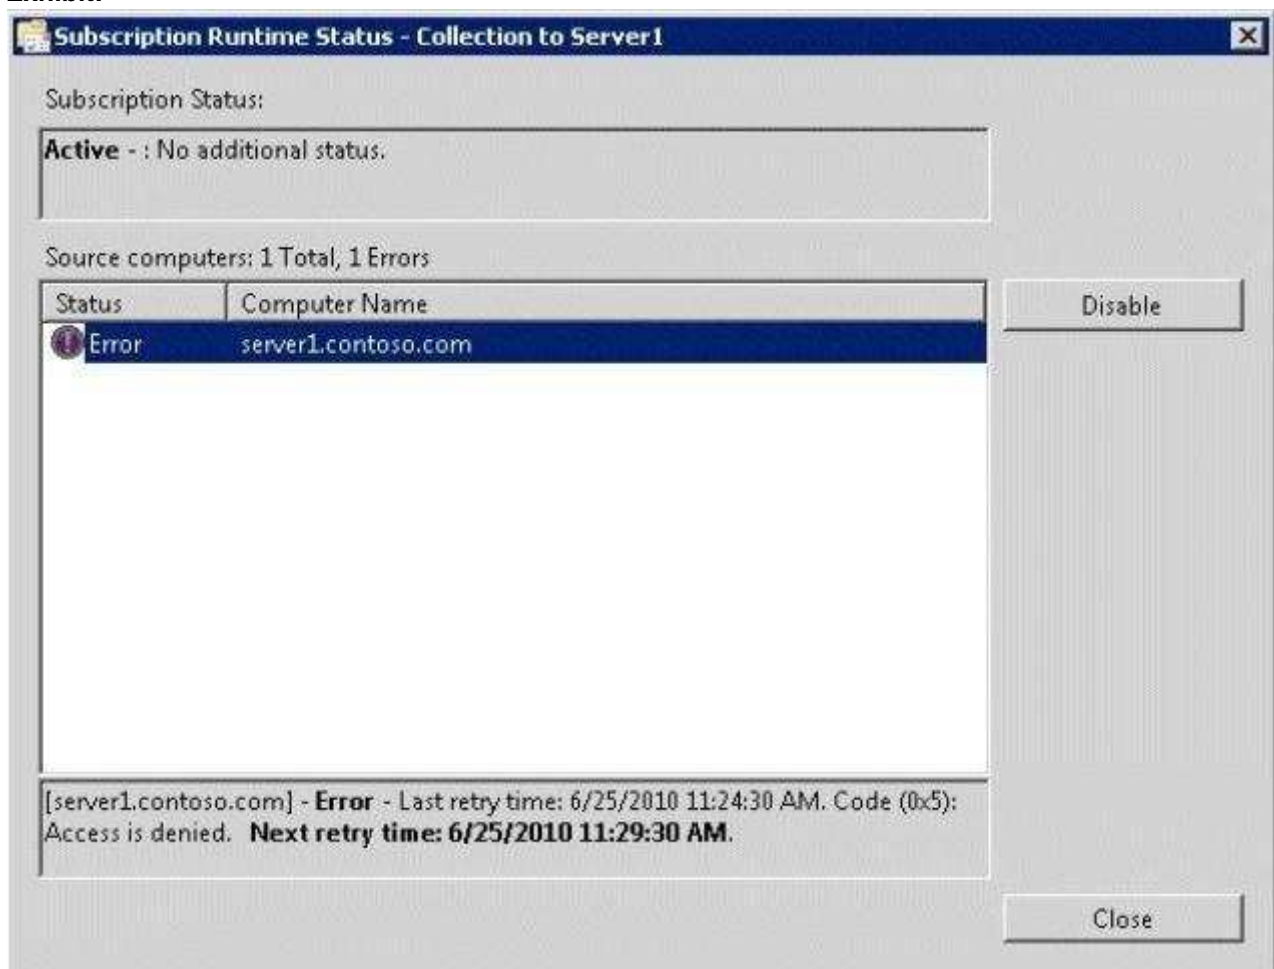 Subscription Runtime Status - Collection to Server1
Subscription Status:
Active - : No additional status.
Source computers: 1 Total, 1 Errors
Status Computer Name
Disable
Error server1.contoso.com
[server1.contoso.com] - Error - Last retry time: 6/25/2010 11:24:30 AM. Code (0x5):
Access is denied. Next retry time: 6/25/2010 11:29:30 AM.
Close